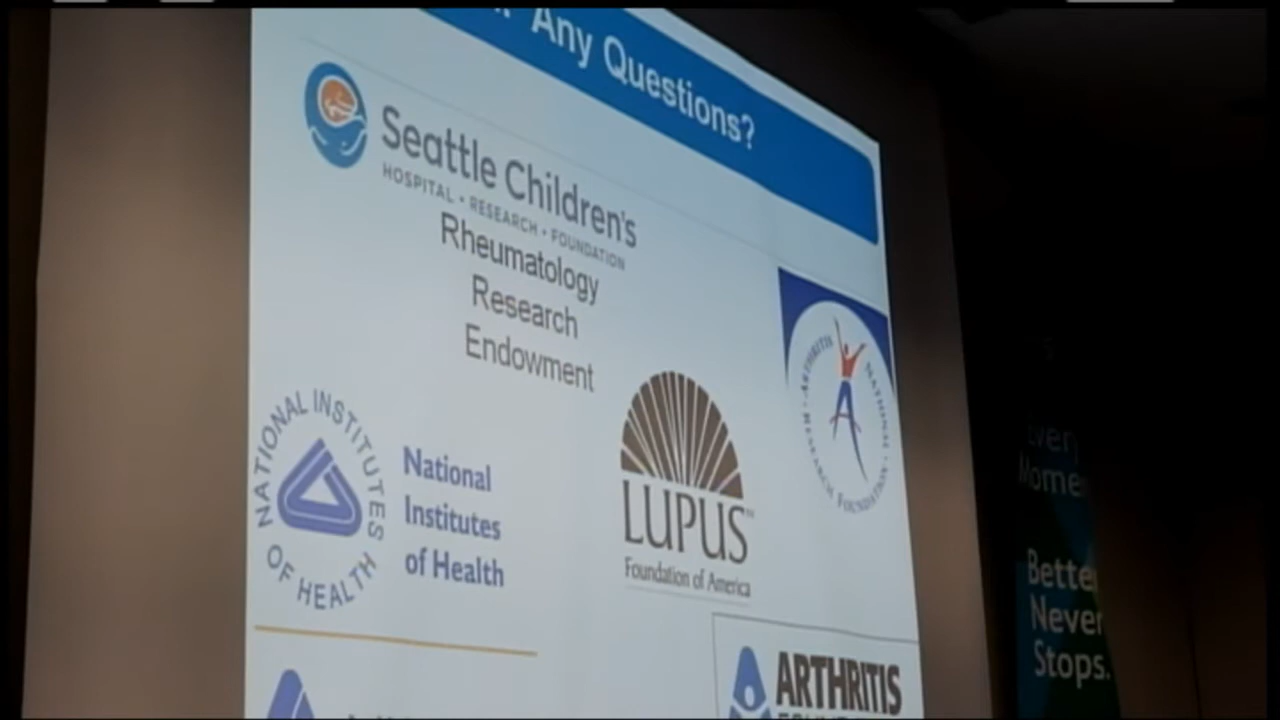 Any Questions?
Seattle Children's
HOSPITAL • RESEARCH • FOUNDATION
Rheumatology
Research
Endowment
ARTHRITIS NATIONAL RESEARCH FOUNDATION
NATIONAL INSTITUTES OF HEALTH
National
Institutes
of Health
LUPUS
Foundation of America
ARTHRITIS
Every
Better
Never
Stops.